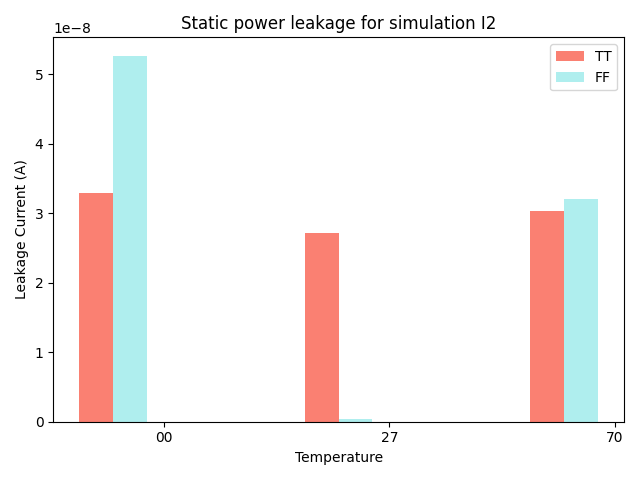 Static power leakage for simulation I2
1e−8
TT
FF
5
4
3
2
1
0
Leakage Current (A)
00
27
70
Temperature